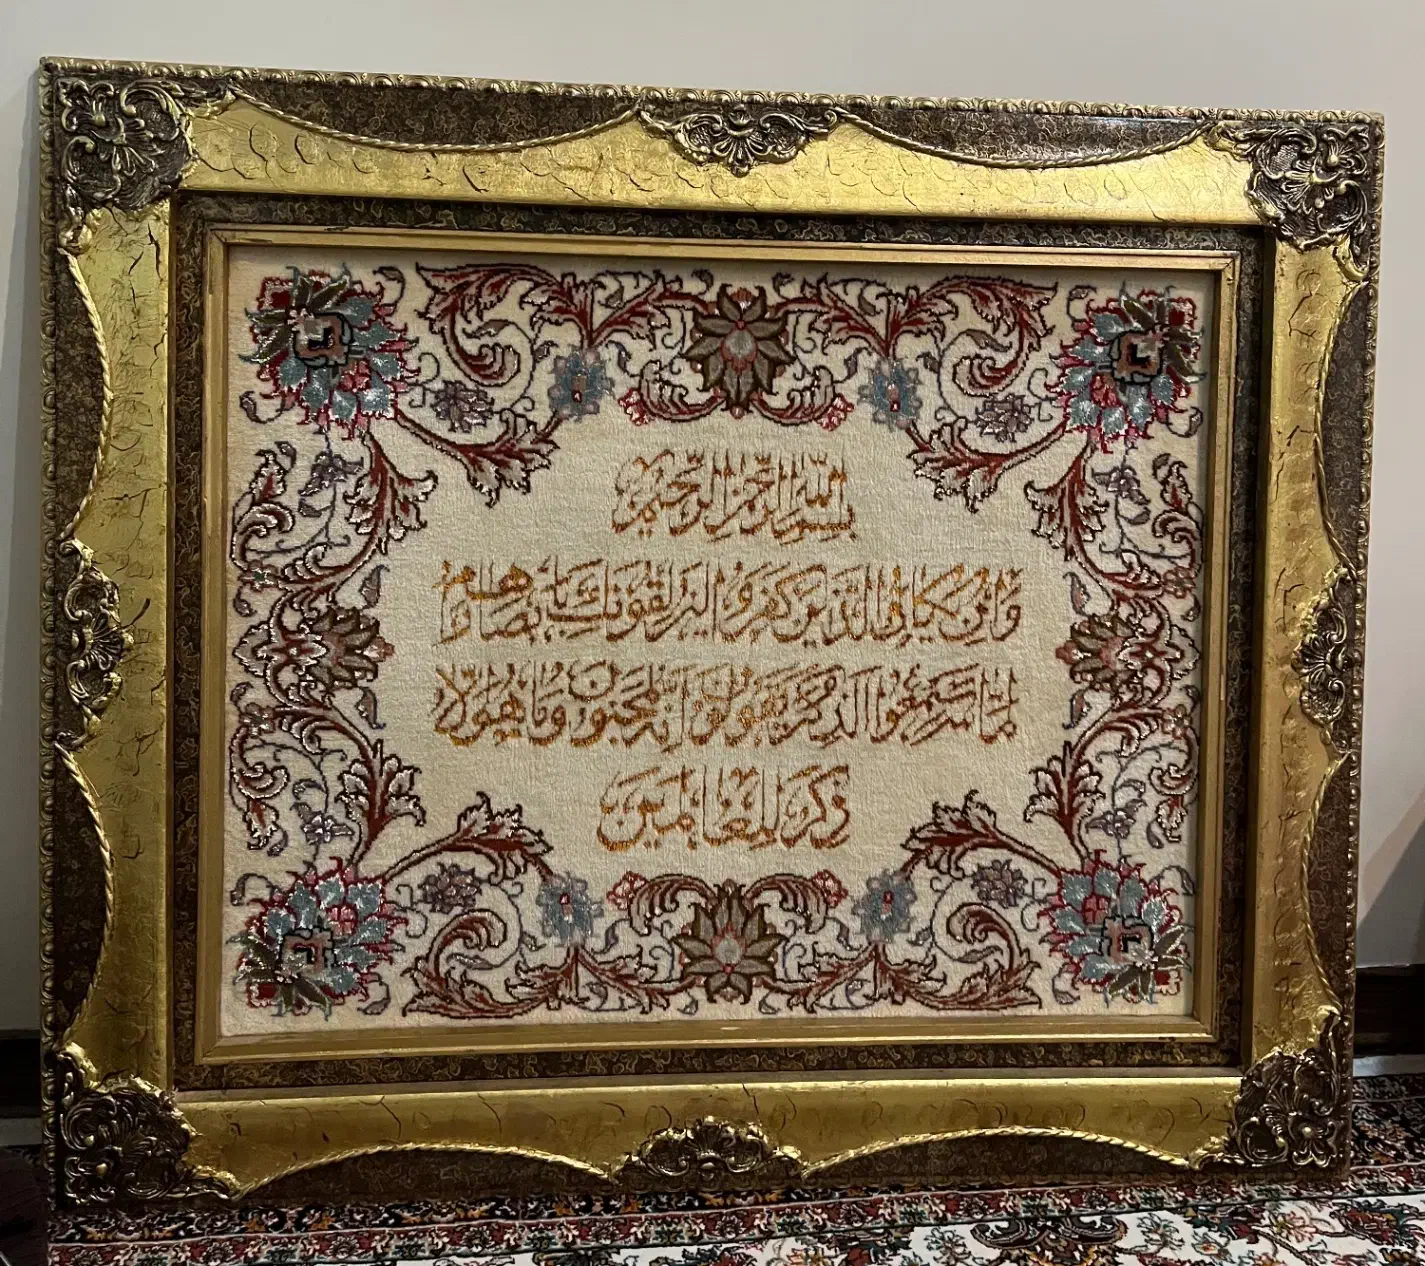 بسم الله الرحمن الرحيم
وان يكاد الذين كفروا ليزلقونك بابصارهم
لما سمعوا الذكر ويقولون انه لمجنون وما هو الا
ذكر للعالمين